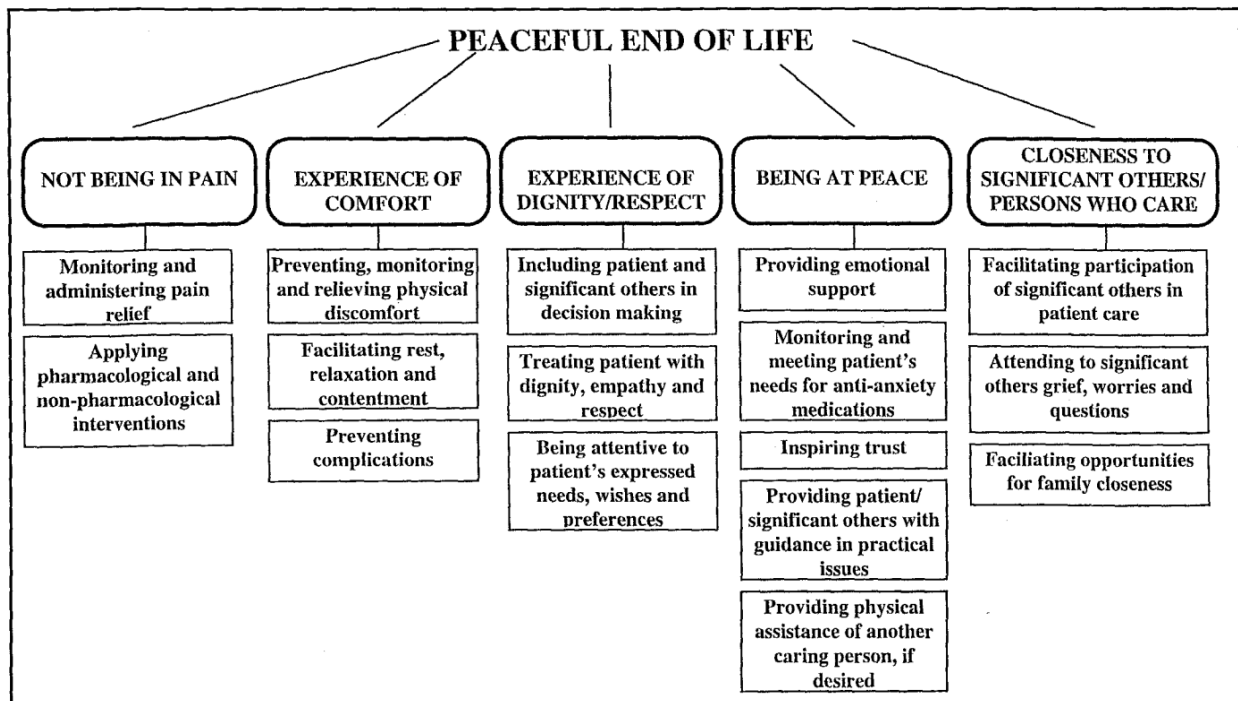 PEACEFUL END OF LIFE
NOT BEING IN PAIN
Monitoring and
administering pain
relief
Applying
pharmacological and
non-pharmacological
interventions
EXPERIENCE OF
COMFORT
Preventing, monitoring
and relieving physical
discomfort
Facilitating rest,
relaxation and
contentment
Preventing
complications
EXPERIENCE OF
DIGNITY/RESPECT
Including patient and
significant others in
decision making
Treating patient with
dignity, empathy and
respect
Being attentive to
patient's expressed
needs, wishes and
preferences
BEING AT PEACE
Providing emotional
support
Monitoring and
meeting patient's
needs for anti-anxiety
medications
Inspiring trust
Providing patient/
significant others with
guidance in practical
issues
Providing physical
assistance of another
caring person, if
desired
CLOSENESS TO
SIGNIFICANT OTHERS/
PERSONS WHO CARE
Facilitating participation
of significant others in
patient care
Attending to significant
others grief, worries and
questions
Faciliating opportunities
for family closeness